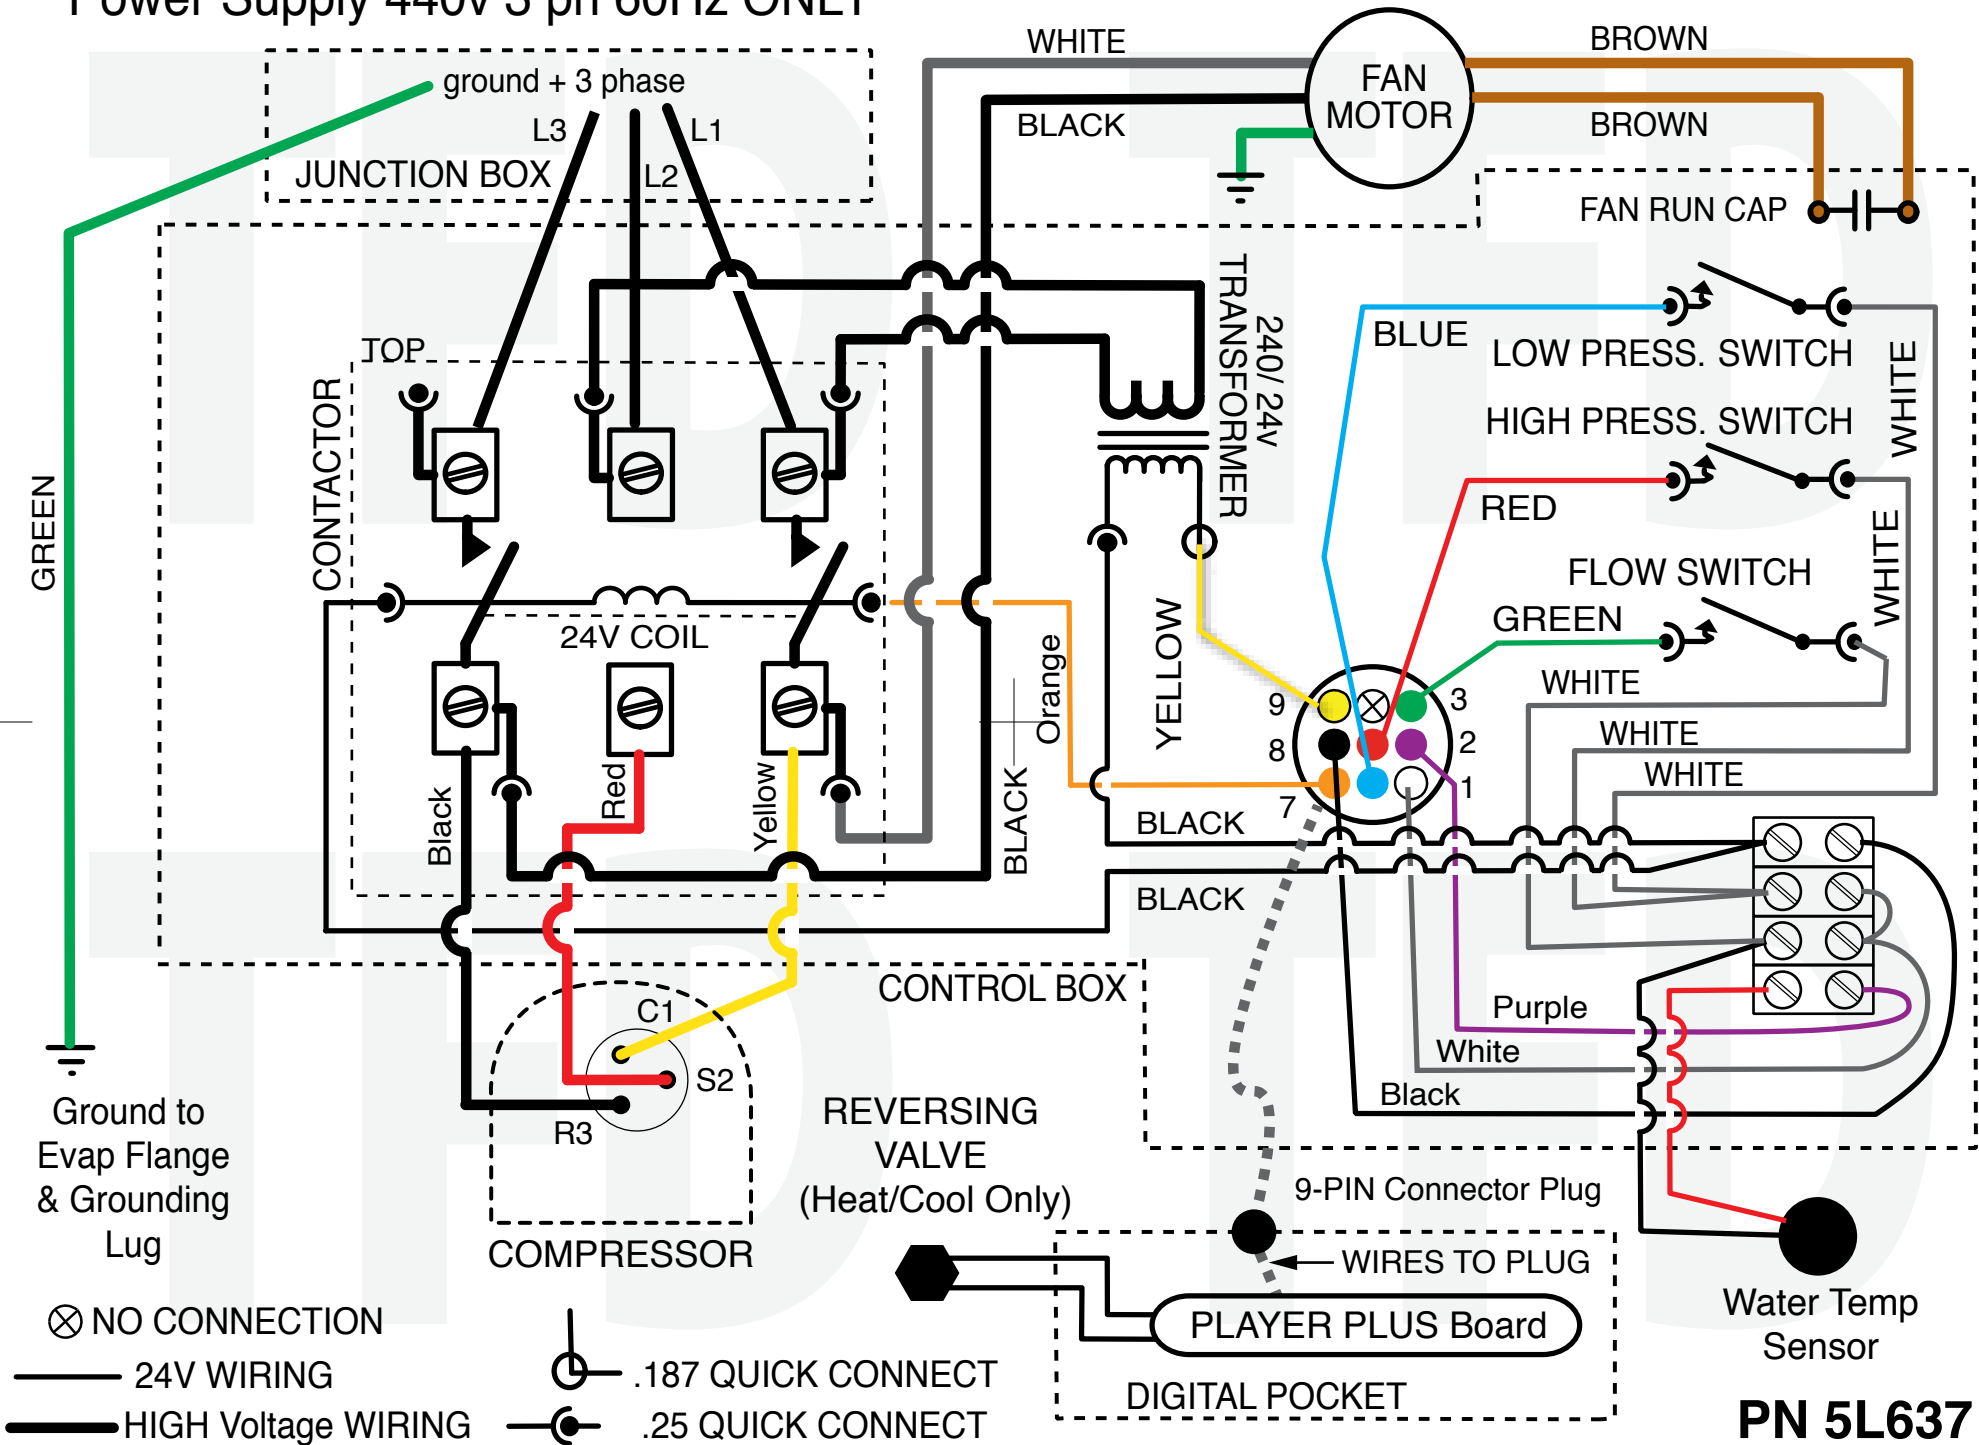 Power Supply 440v 3 ph 60Hz ONLY
ground + 3 phase
L3
L1
L2
JUNCTION BOX
WHITE
BLACK
FAN
MOTOR
BROWN
BROWN
FAN RUN CAP
TOP
CONTACTOR
GREEN
240/ 24v
TRANSFORMER
BLUE
LOW PRESS. SWITCH
WHITE
HIGH PRESS. SWITCH
RED
WHITE
FLOW SWITCH
GREEN
24V COIL
Orange
YELLOW
BLACK
Black
Red
Yellow
9
8
7
3
2
1
WHITE
WHITE
WHITE
BLACK
BLACK
CONTROL BOX
Purple
White
Black
C1
S2
R3
COMPRESSOR
Ground to
Evap Flange
& Grounding
Lug
REVERSING
VALVE
(Heat/Cool Only)
9-PIN Connector Plug
WIRES TO PLUG
PLAYER PLUS Board
DIGITAL POCKET
Water Temp
Sensor
NO CONNECTION
24V WIRING
HIGH Voltage WIRING
.187 QUICK CONNECT
.25 QUICK CONNECT
PN 5L637
TFD
TFD
TFD
TFD